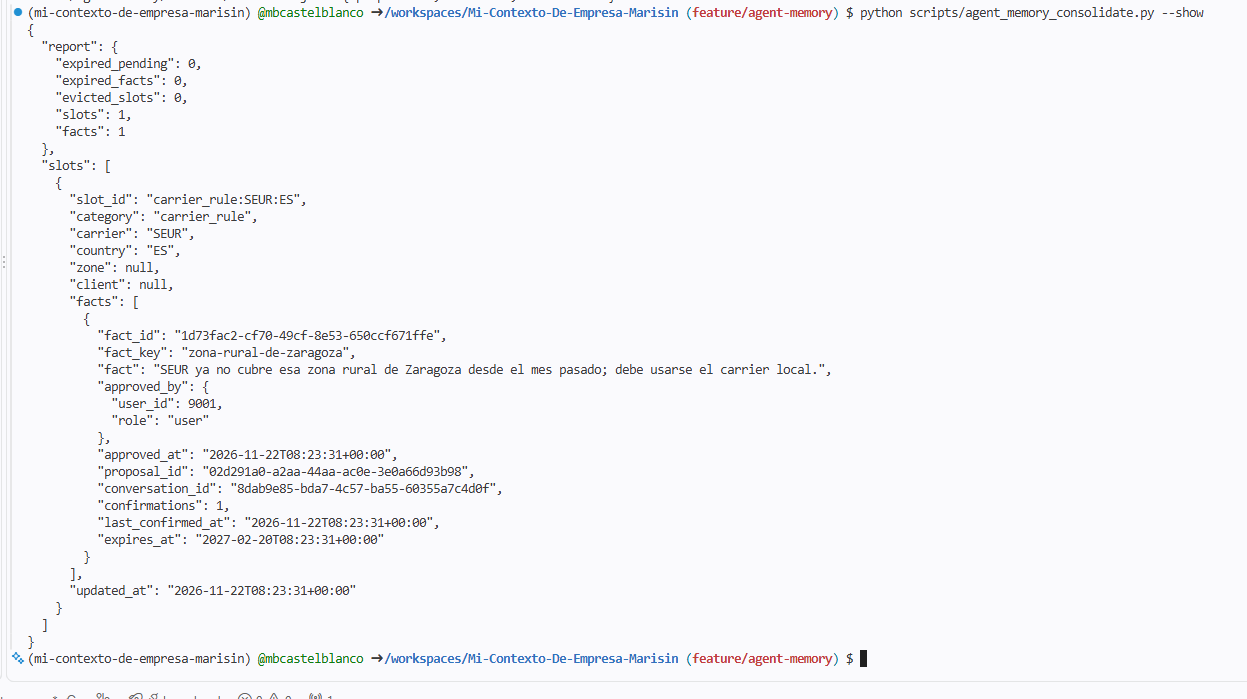 (mi-contexto-de-empresa-marisin) @mbcastelblanco ➜/workspaces/Mi-Contexto-De-Empresa-Marisin (feature/agent-memory) $ python scripts/agent_memory_consolidate.py --show
{
  "report": {
    "expired_pending": 0,
    "expired_facts": 0,
    "evicted_slots": 0,
    "slots": 1,
    "facts": 1
  },
  "slots": [
    {
      "slot_id": "carrier_rule:SEUR:ES",
      "category": "carrier_rule",
      "carrier": "SEUR",
      "country": "ES",
      "zone": null,
      "client": null,
      "facts": [
        {
          "fact_id": "1d73fac2-cf70-49cf-8e53-650ccf671ffe",
          "fact_key": "zona-rural-de-zaragoza",
          "fact": "SEUR ya no cubre esa zona rural de Zaragoza desde el mes pasado; debe usarse el carrier local.",
          "approved_by": {
            "user_id": 9001,
            "role": "user"
          },
          "approved_at": "2026-11-22T08:23:31+00:00",
          "proposal_id": "02d291a0-a2aa-44aa-ac0e-3e0a66d93b98",
          "conversation_id": "8dab9e85-bda7-4c57-ba55-60355a7c4d0f",
          "confirmations": 1,
          "last_confirmed_at": "2026-11-22T08:23:31+00:00",
          "expires_at": "2027-02-20T08:23:31+00:00"
        }
      ],
      "updated_at": "2026-11-22T08:23:31+00:00"
    }
  ]
}
(mi-contexto-de-empresa-marisin) @mbcastelblanco ➜/workspaces/Mi-Contexto-De-Empresa-Marisin (feature/agent-memory) $